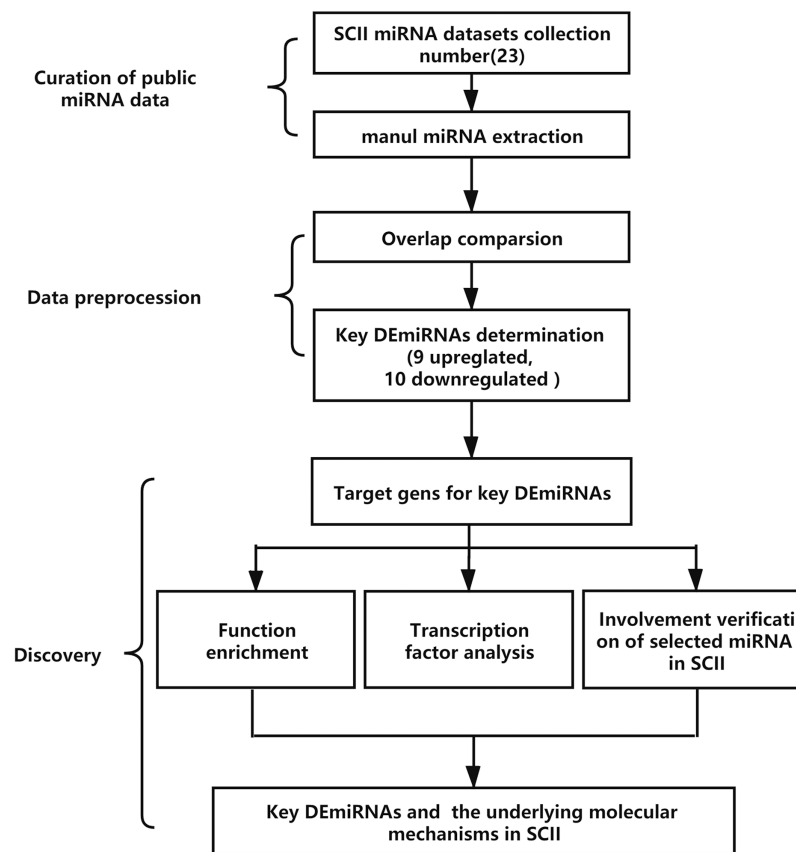 SCII miRNA datasets collection
number(23)
Curation of public
miRNA data
manul miRNA extraction
Overlap comparsion
Data preprocession
Key DEmiRNAs determination
(9 upreglated,
10 downregulated )
Target gens for key DEmiRNAs
Discovery
Function
enrichment
Transcription
factor analysis
Involvement verificati
on of selected miRNA
in SCII
Key DEmiRNAs and the underlying molecular
mechanisms in SCII